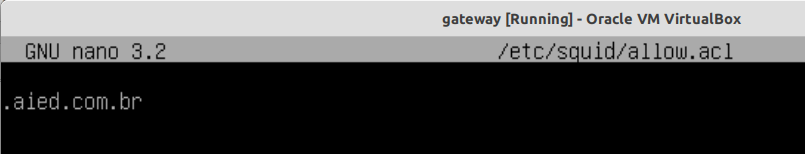 gateway [Running] - Oracle VM VirtualBox
GNU nano 3.2 /etc/squid/allow.acl
.aied.com.br